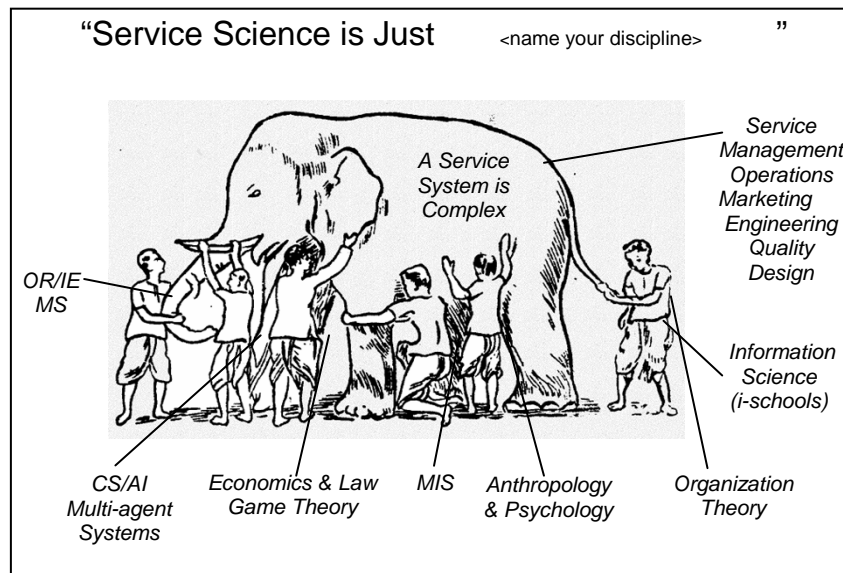 “Service Science is Just <name your discipline> ”
A Service
System is
Complex
Service
Management
Operations
Marketing
Engineering
Quality
Design
OR/IE
MS
Information
Science
(i-schools)
CS/AI
Multi-agent
Systems
Economics & Law
Game Theory
MIS
Anthropology
& Psychology
Organization
Theory